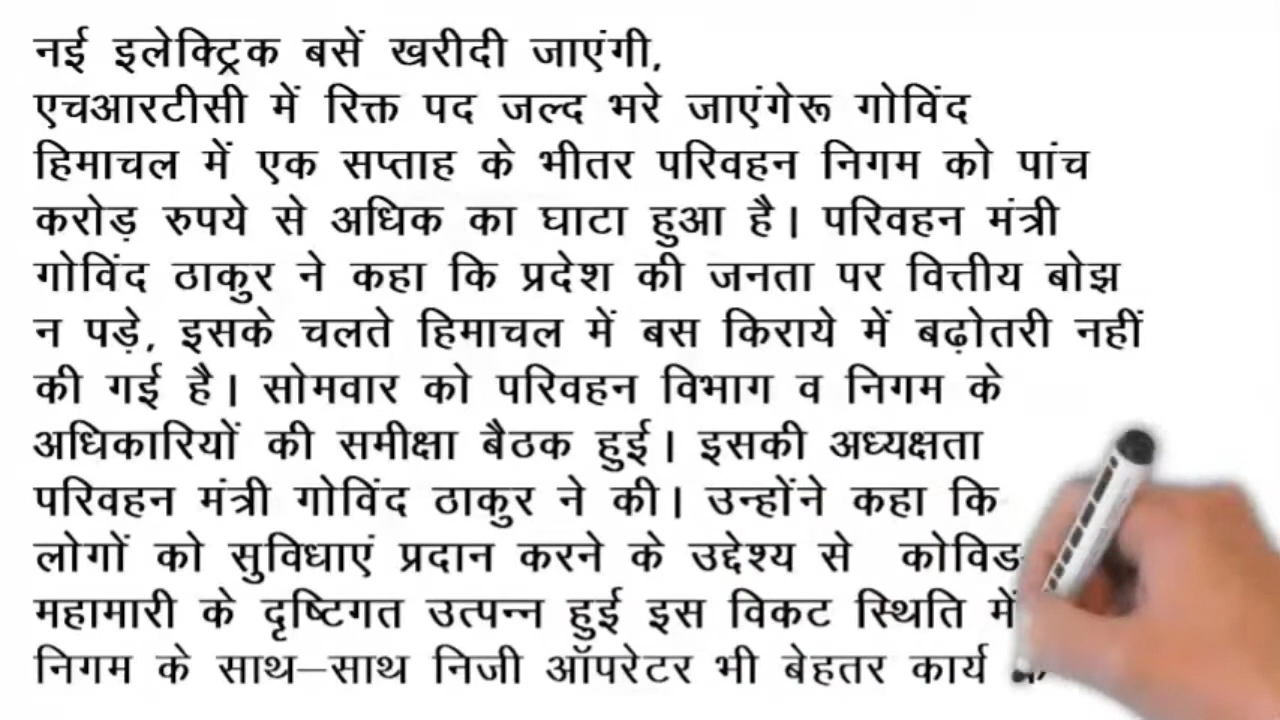 नई इलेक्ट्रिक बसें खरीदी जाएंगी,
एचआरटीसी में रिक्त पद जल्द भरे जाएंगेरू गोविंद
हिमाचल में एक सप्ताह के भीतर परिवहन निगम को पांच
करोड़ रुपये से अधिक का घाटा हुआ है। परिवहन मंत्री
गोविंद ठाकुर ने कहा कि प्रदेश की जनता पर वित्तीय बोझ
न पड़े, इसके चलते हिमाचल में बस किराये में बढ़ोतरी नहीं
की गई है। सोमवार को परिवहन विभाग व निगम के
अधिकारियों की समीक्षा बैठक हुई। इसकी अध्यक्षता
परिवहन मंत्री गोविंद ठाकुर ने की। उन्होंने कहा कि
लोगों को सुविधाएं प्रदान करने के उद्देश्य से कोविड
महामारी के दृष्टिगत उत्पन्न हुई इस विकट स्थिति में
निगम के साथ–साथ निजी ऑपरेटर भी बेहतर कार्य